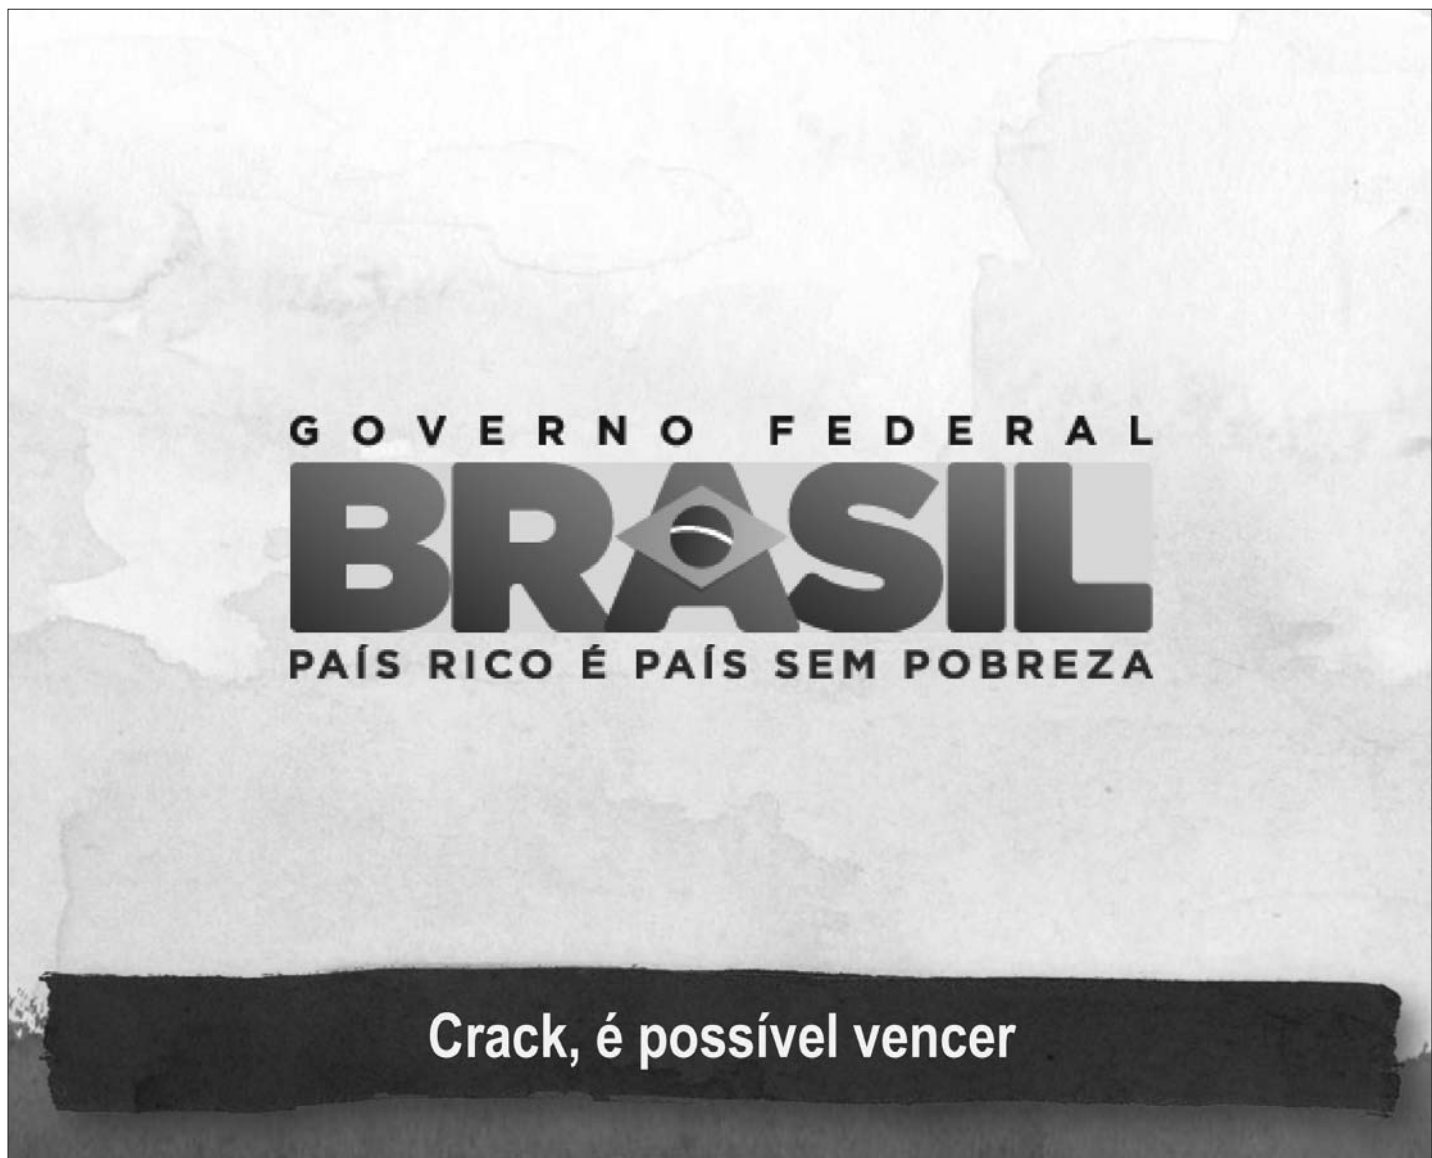 GOVERNO FEDERAL
BRASIL
PAÍS RICO É PAÍS SEM POBREZA
Crack, é possível vencer